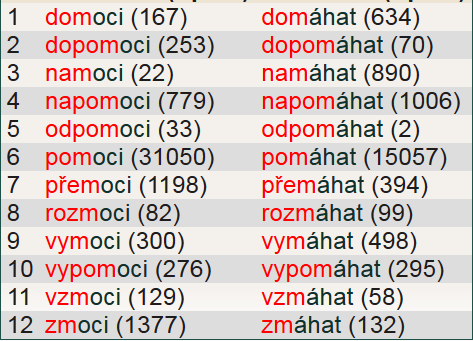 1 domoci (167) domáhat (634)
2 dopomoci (253) dopomáhat (70)
3 namoci (22) namáhat (890)
4 napomoci (779) napomáhat (1006)
5 odpomoci (33) odpomáhat (2)
6 pomoci (31050) pomáhat (15057)
7 přemoci (1198) přemáhat (394)
8 rozmoci (82) rozmáhat (99)
9 vymoci (300) vymáhat (498)
10 vypomoci (276) vypomáhat (295)
11 vzmoci (129) vzmáhat (58)
12 zmoci (1377) zmáhat (132)